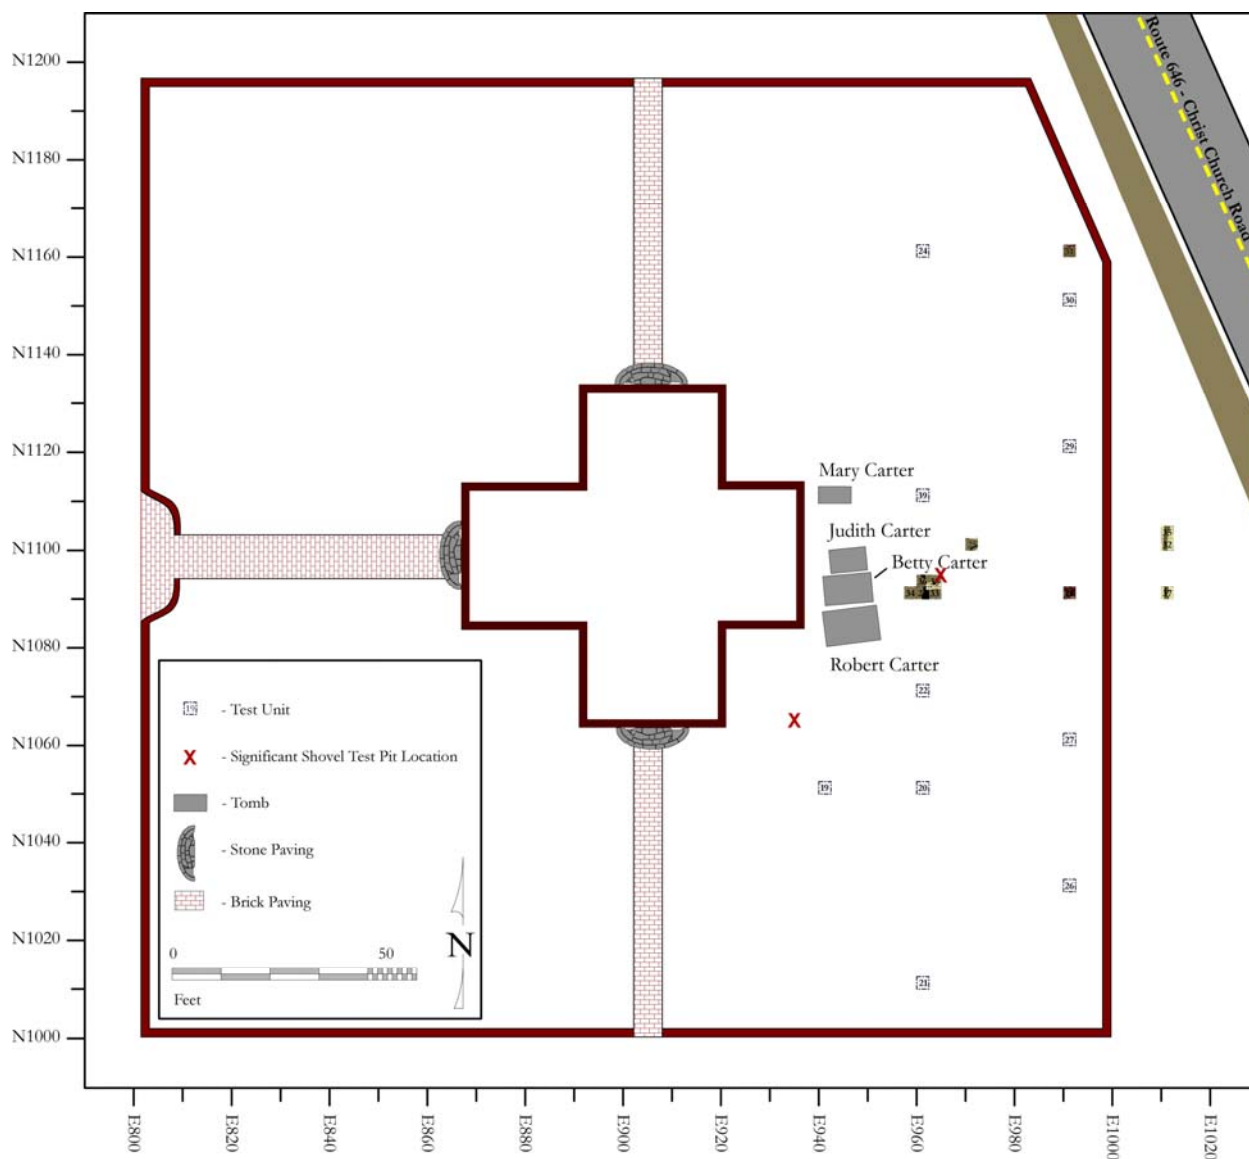 N1200
N1180
N1160
N1140
N1120
N1100
N1080
N1060
N1040
N1020
N1000
Route 646 - Christ Church Road
24
30
29
Mary Carter
39
Judith Carter
Betty Carter
34
33
Robert Carter
22
27
19
20
26
21
19 - Test Unit
X - Significant Shovel Test Pit Location
- Tomb
- Stone Paving
- Brick Paving
0 50
Feet
N
X
X
E800
E820
E840
E860
E880
E900
E920
E940
E960
E980
E1000
E1020